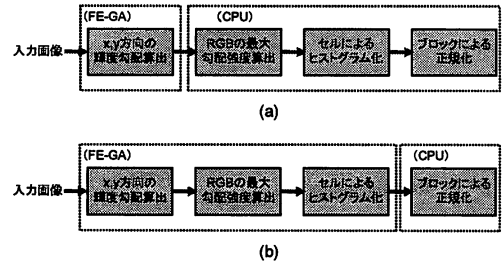 (FE-GA)
(CPU)
入力画像
x,y方向の
輝度勾配算出
RGBの最大
勾配強度算出
セルによる
ヒストグラム化
ブロックによる
正規化
(a)
(FE-GA)
(CPU)
入力画像
x,y方向の
輝度勾配算出
RGBの最大
勾配強度算出
セルによる
ヒストグラム化
ブロックによる
正規化
(b)